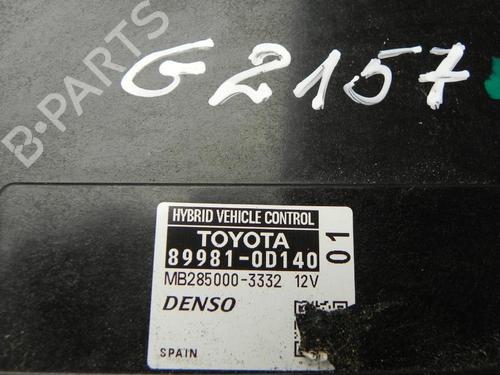 B-PARTS
G2157
HYBRID VEHICLE CONTROL
TOYOTA
89981-0D140
01
MB285000-3332 12V
DENSO
SPAIN